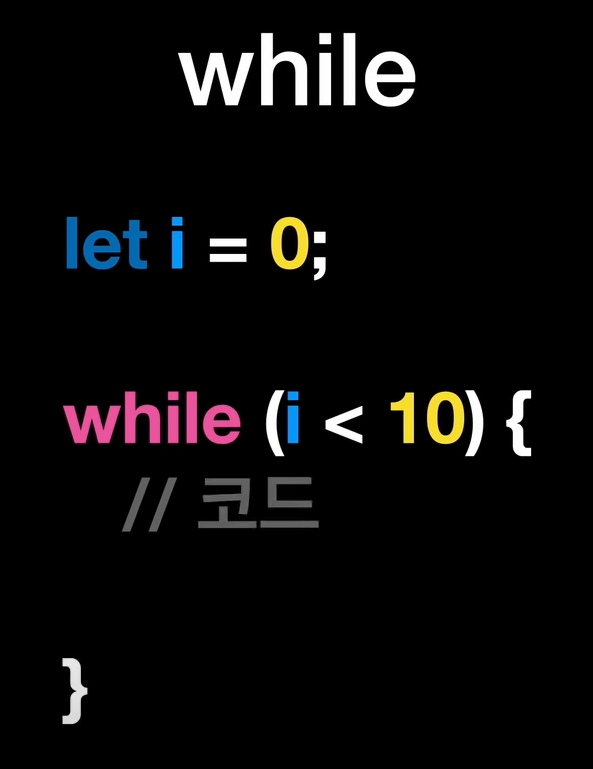 while
let i = 0;
while (i < 10) {
// 코드
}